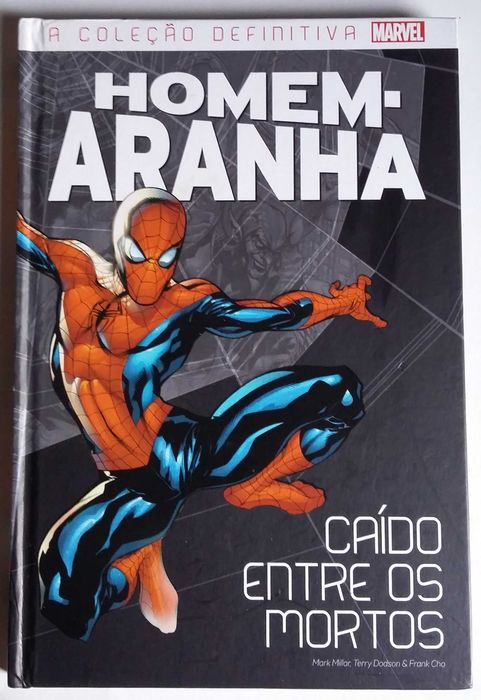 A COLEÇÃO DEFINITIVA MARVEL
HOMEM-
ARANHA
CAÍDO
ENTRE OS
MORTOS
Mark Millar, Terry Dodson & Frank Cho